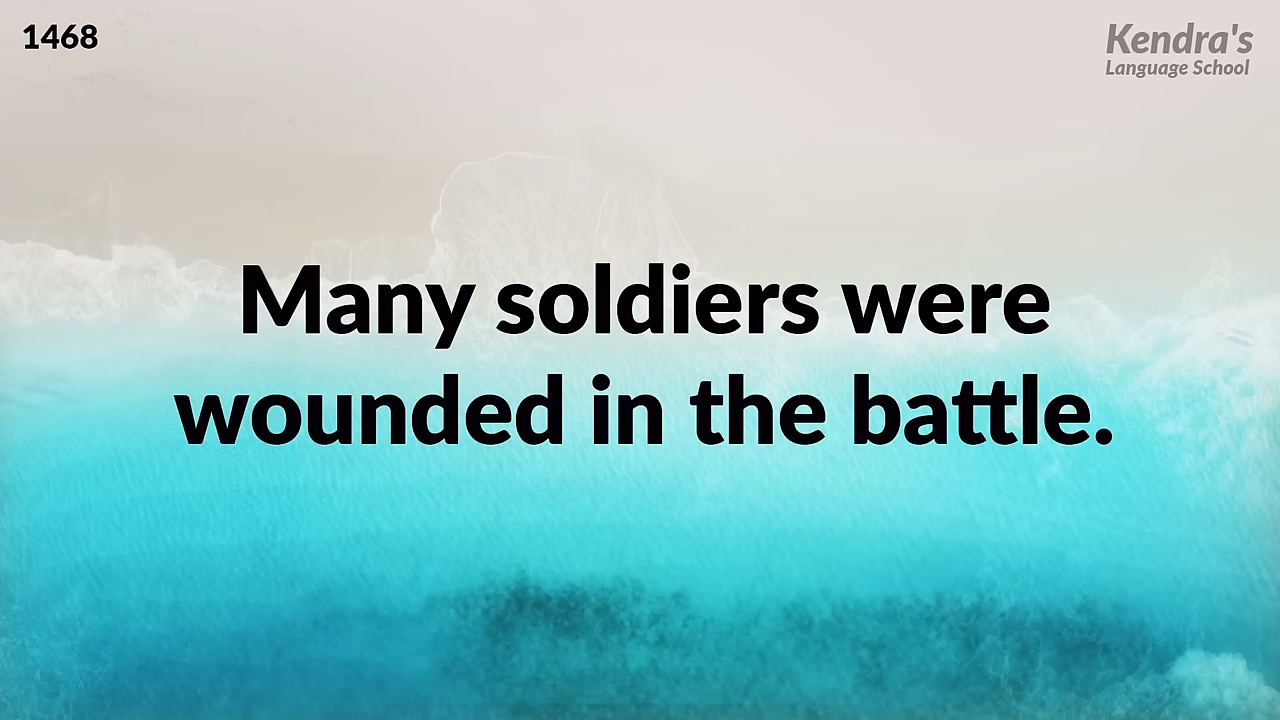 1468
Kendra's
Language School
Many soldiers were
wounded in the battle.